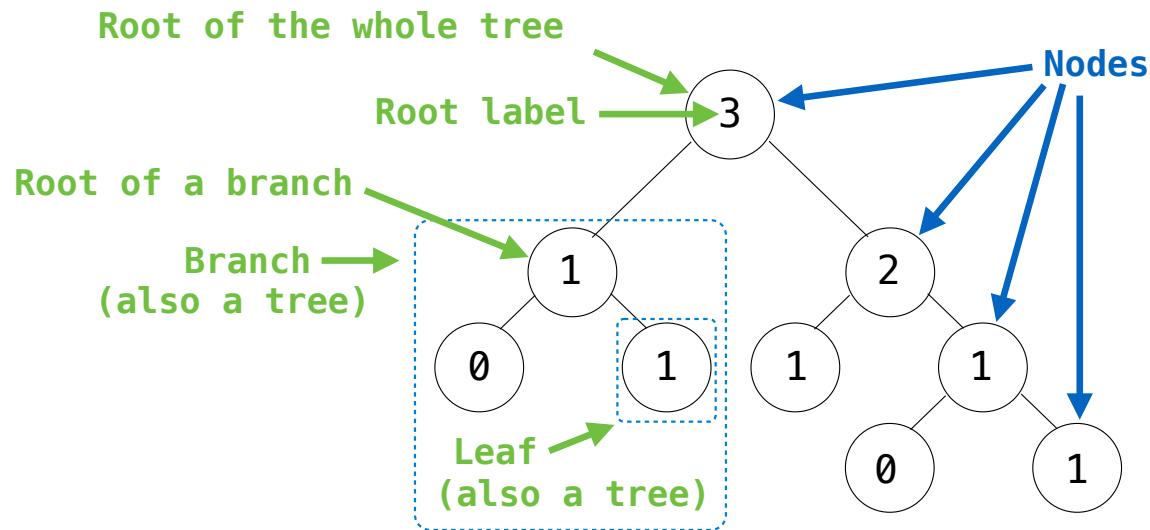 Root of the whole tree
Nodes
Root label
3
Root of a branch
Branch
(also a tree)
1
2
0
1
1
1
Leaf
(also a tree)
0
1